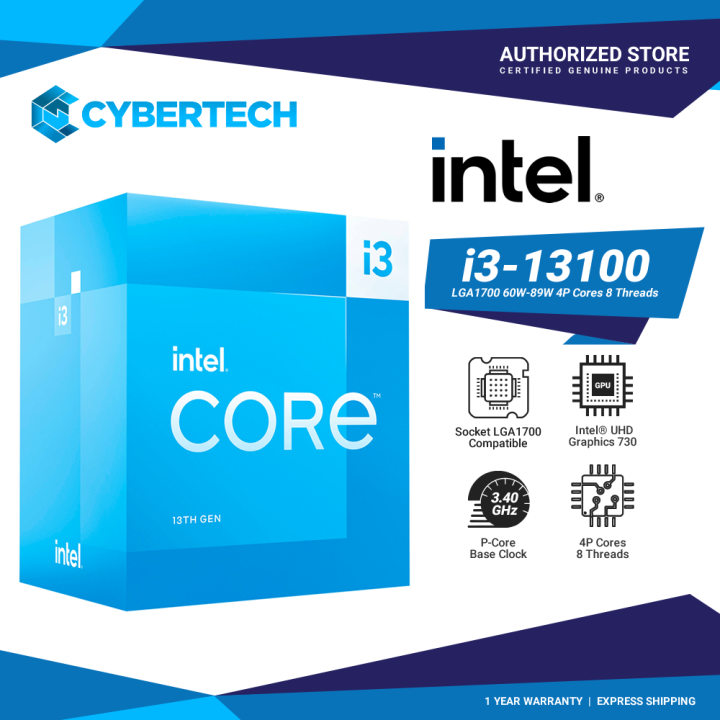 AUTHORIZED STORE
CERTIFIED GENUINE PRODUCTS
CYBERTECH
intel®
i3-13100
LGA1700 60W-89W 4P Cores 8 Threads
i3
i3
intel.
CORe™
13TH GEN
intel.
GPU
Socket LGA1700
Compatible
Intel® UHD
Graphics 730
3.40
GHz
P-Core
Base Clock
4P Cores
8 Threads
1 YEAR WARRANTY | EXPRESS SHIPPING